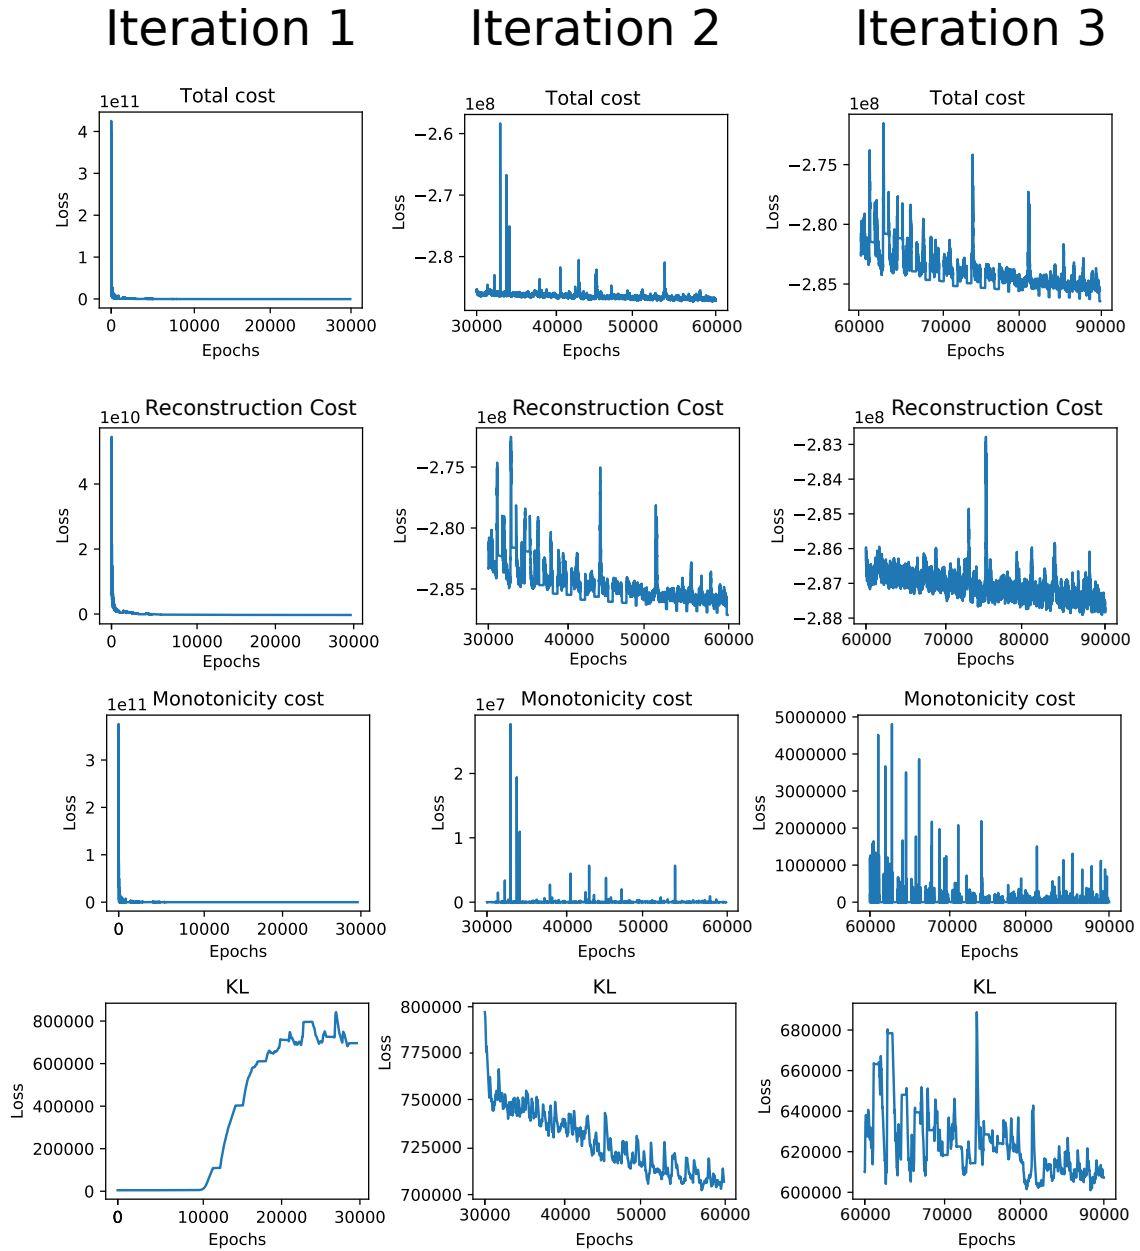 Iteration 1 Iteration 2 Iteration 3
Total cost Total cost Total cost
1e11 1e8 1e8
4 3 2 1 0
−2.6 −2.7 −2.8
−2.75 −2.80 −2.85
Loss Loss Loss
0 10000 20000 30000
30000 40000 50000 60000
60000 70000 80000 90000
Epochs Epochs Epochs
Reconstruction Cost Reconstruction Cost Reconstruction Cost
1e10 1e8 1e8
4 2 0
−2.75 −2.80 −2.85
−2.83 −2.84 −2.85 −2.86 −2.87 −2.88
Loss Loss Loss
0 10000 20000 30000
30000 40000 50000 60000
60000 70000 80000 90000
Epochs Epochs Epochs
Monotonicity cost Monotonicity cost Monotonicity cost
1e11 1e7
3 2 1 0
2 1 0
5000000 4000000 3000000 2000000 1000000 0
Loss Loss Loss
0 10000 20000 30000
30000 40000 50000 60000
60000 70000 80000 90000
Epochs Epochs Epochs
KL KL KL
800000 600000 400000 200000 0
800000 775000 750000 725000 700000
680000 660000 640000 620000 600000
Loss Loss Loss
0 10000 20000 30000
30000 40000 50000 60000
60000 70000 80000 90000
Epochs Epochs Epochs